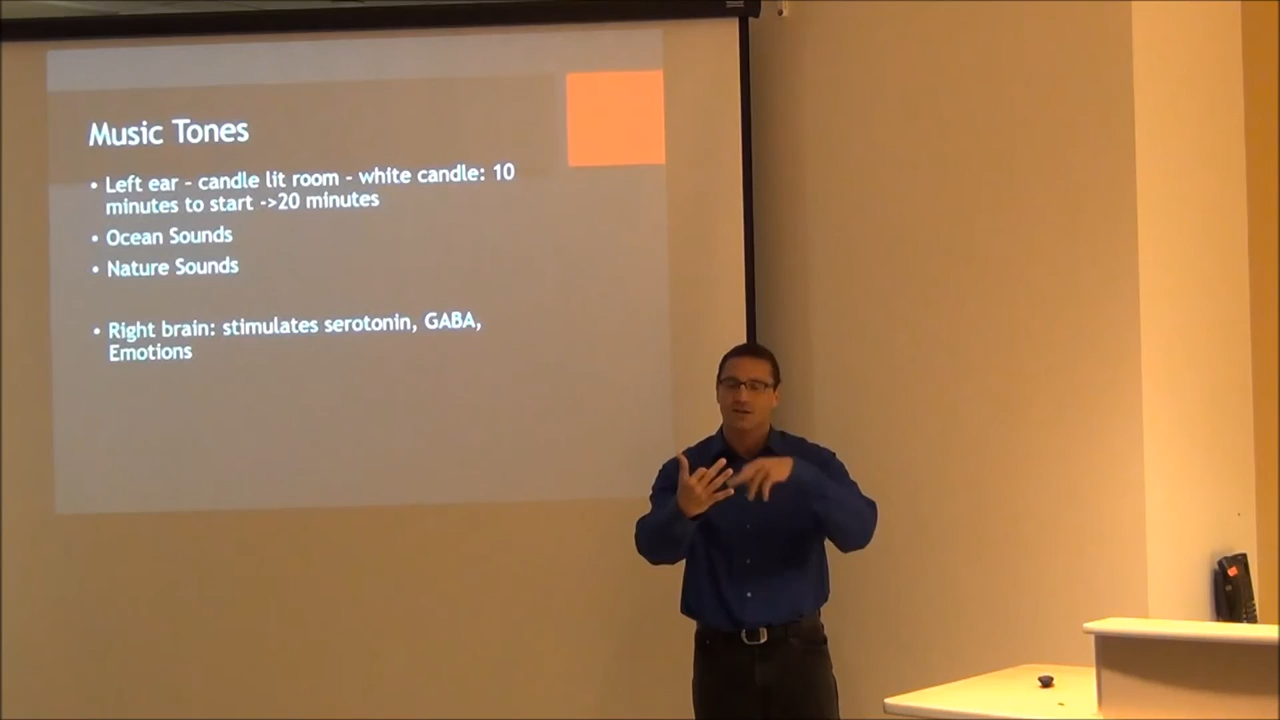 Music Tones
• Left ear – candle lit room – white candle: 10
minutes to start ->20 minutes
• Ocean Sounds
• Nature Sounds
• Right brain: stimulates serotonin, GABA,
Emotions